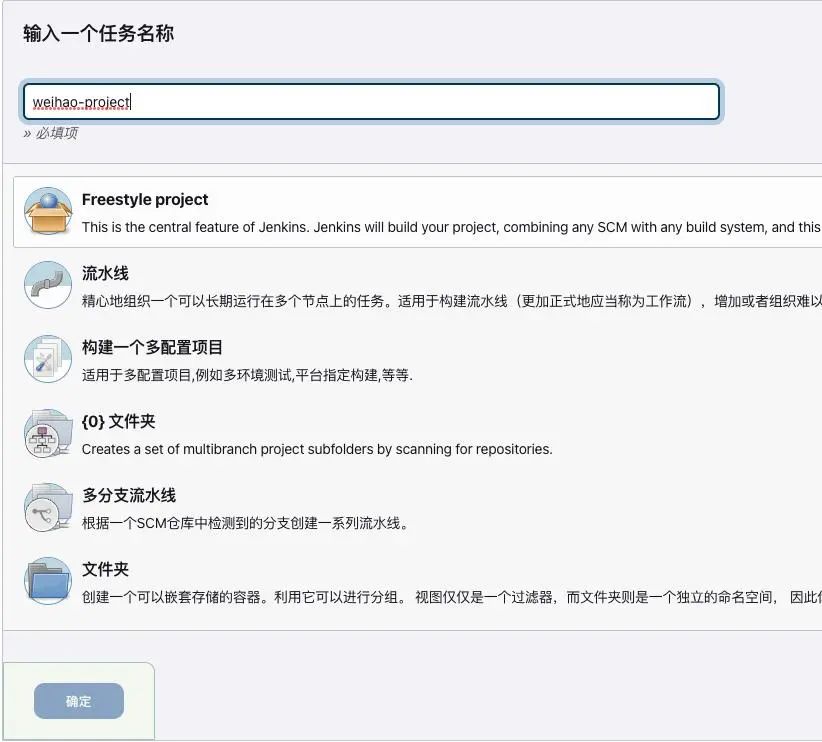 输入一个任务名称
weihao-project
» 必填项
Freestyle project
This is the central feature of Jenkins. Jenkins will build your project, combining any SCM with any build system, and this
流水线
精心地组织一个可以长期运行在多个节点上的任务。适用于构建流水线（更加正式地应当称为工作流），增加或者组织难以
构建一个多配置项目
适用于多配置项目,例如多环境测试,平台指定构建,等等.
{0} 文件夹
Creates a set of multibranch project subfolders by scanning for repositories.
多分支流水线
根据一个SCM仓库中检测到的分支创建一系列流水线。
文件夹
创建一个可以嵌套存储的容器。利用它可以进行分组。 视图仅仅是一个过滤器，而文件夹则是一个独立的命名空间， 因此
确定